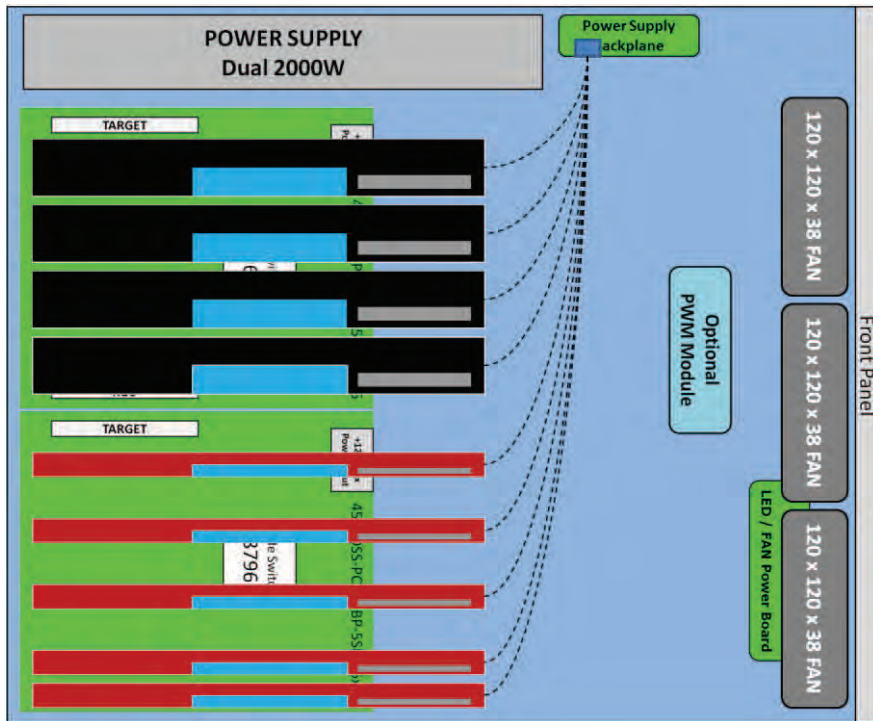 POWER SUPPLY
Dual 2000W
Power Supply
ackplane
TARGET
TARGET
120 x 120 x 38 FAN
120 x 120 x 38 FAN
120 x 120 x 38 FAN
Optional
PWM Module
LED / FAN Power Board
Front Panel
3796